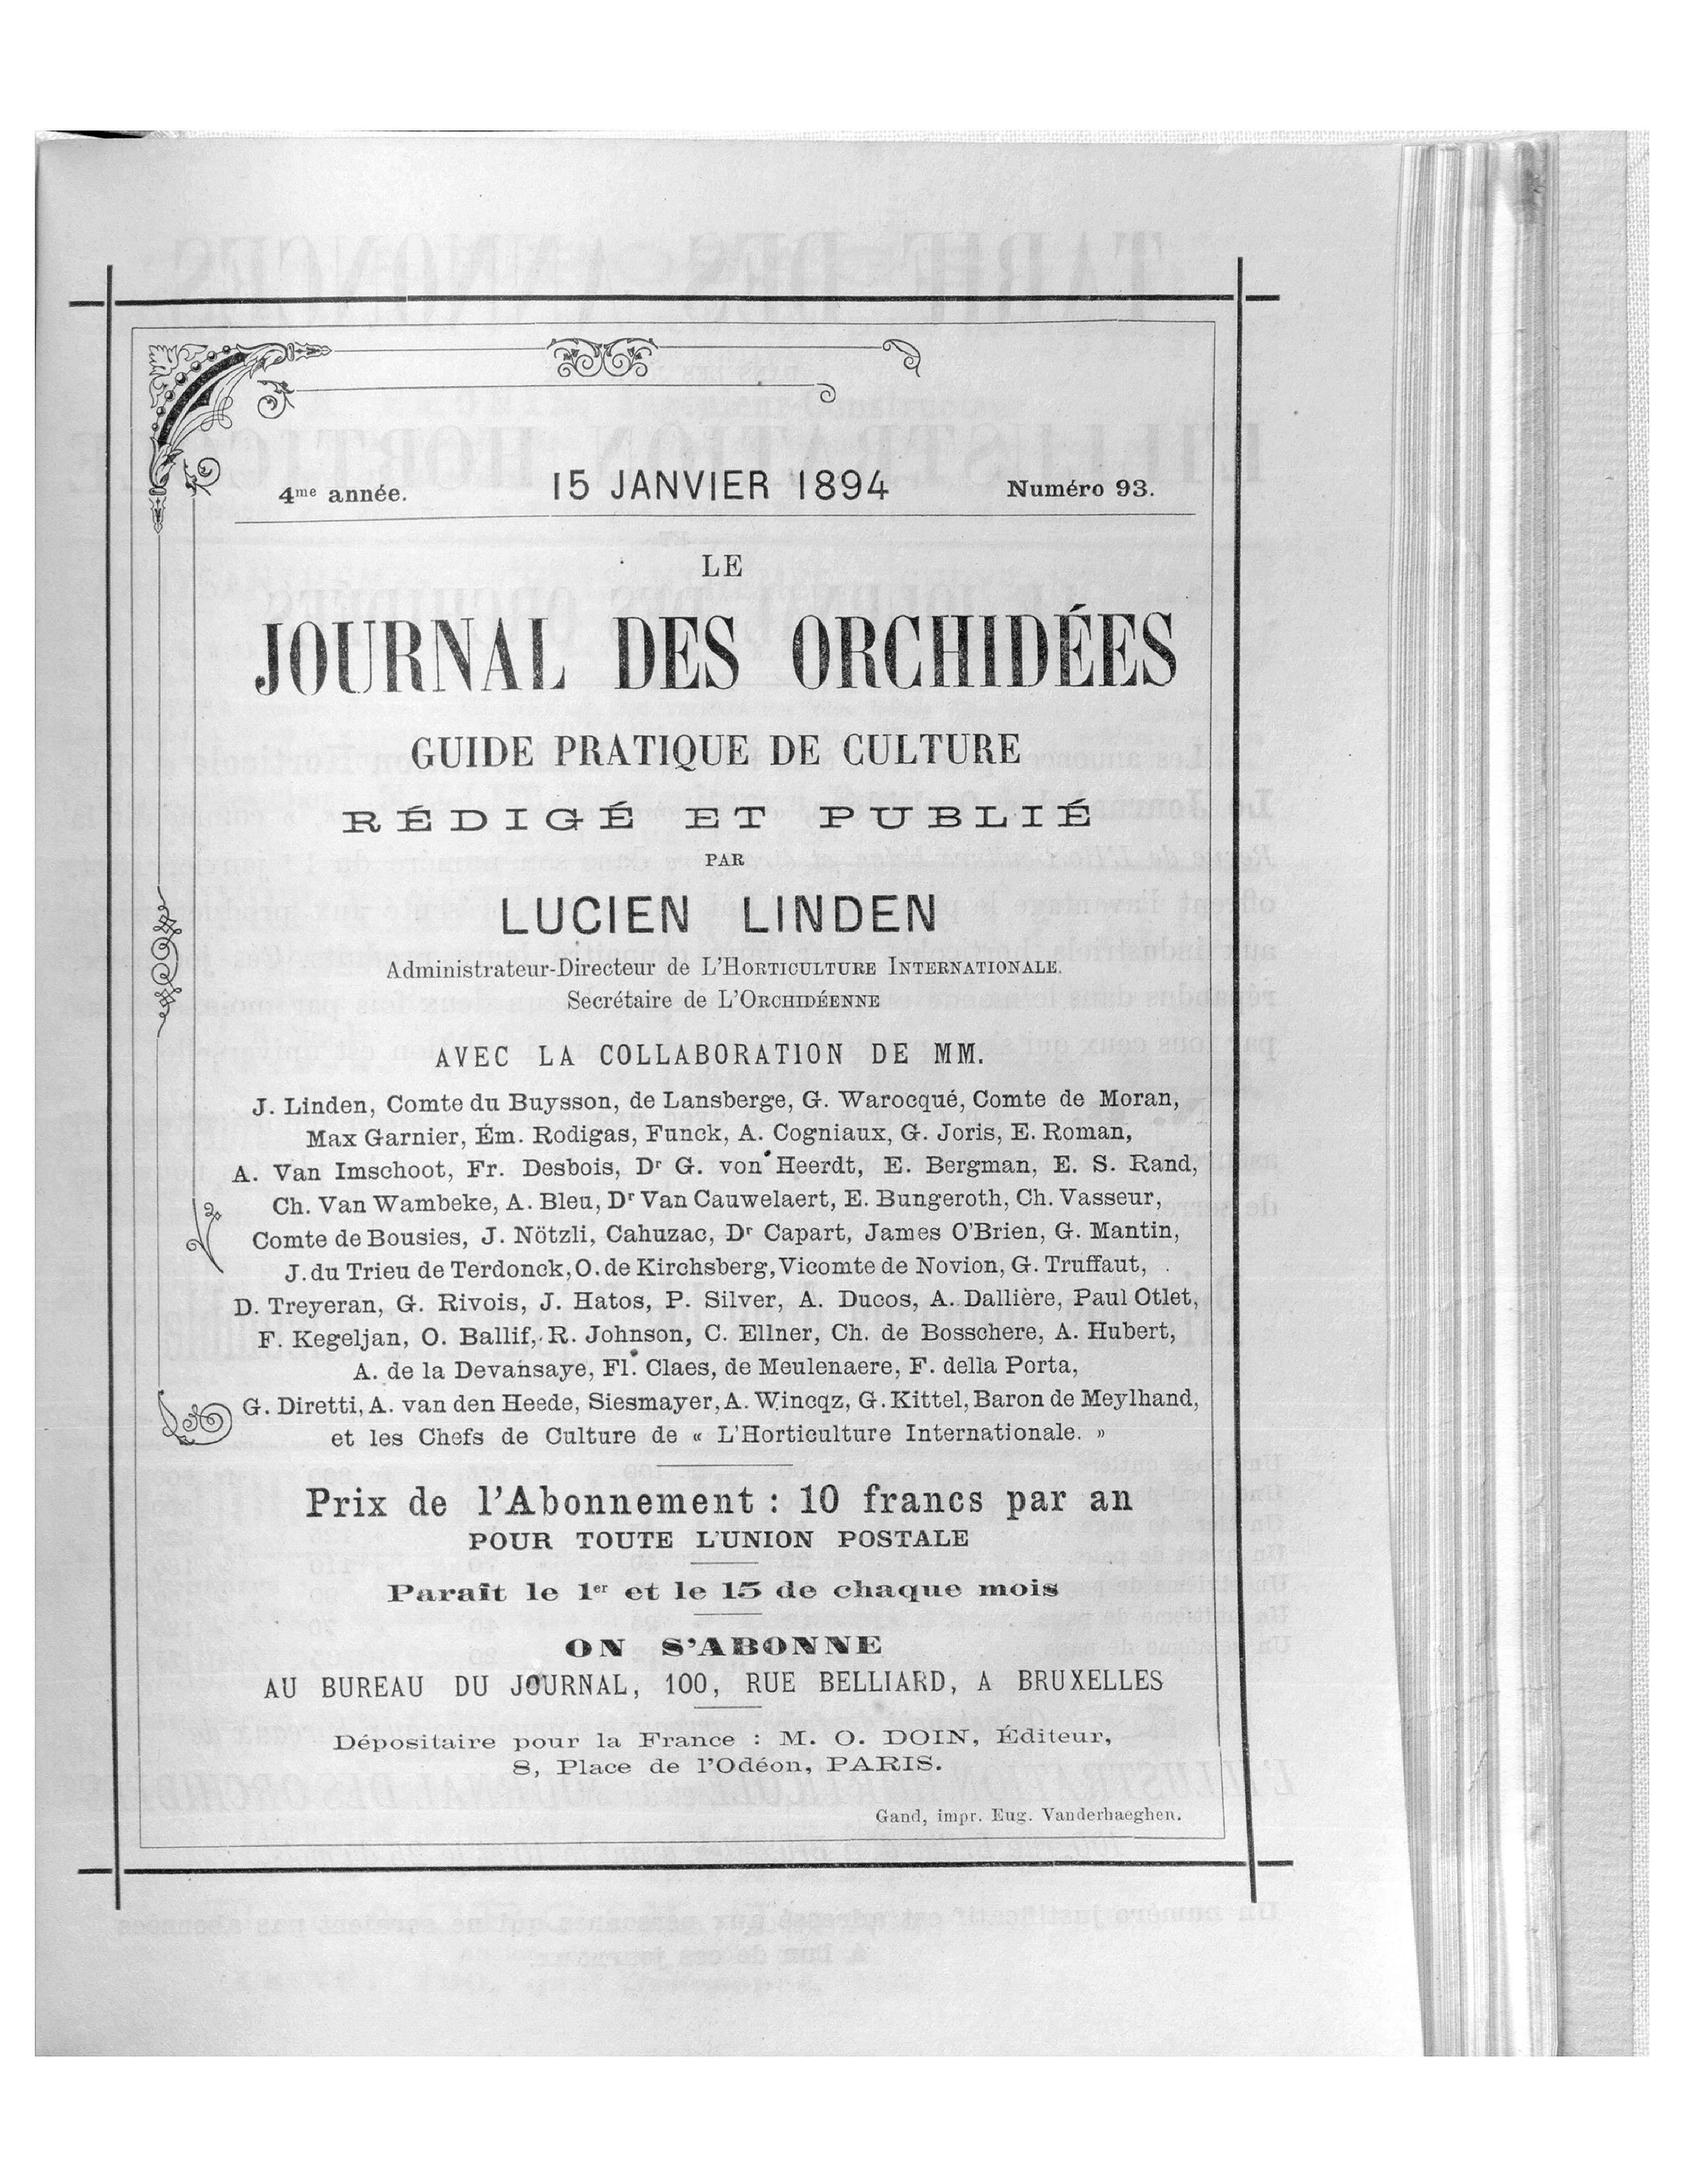 4me année. 15 JANVIER 1894 Numéro 93.
LE
JOURNAL DES ORCHIDÉES
GUIDE PRATIQUE DE CULTURE
RÉDIGÉ ET PUBLIÉ
PAR
LUCIEN LINDEN
Administrateur-Directeur de L'HORTICULTURE INTERNATIONALE.
Secrétaire de L'ORCHIDÉENNE
AVEC LA COLLABORATION DE MM.
J. Linden, Comte du Buysson, de Lansberge, G. Warocqué, Comte de Moran,
Max Garnier, Ém. Rodigas, Funck, A. Cogniaux, G. Joris, E. Roman,
A. Van Imschoot, Fr. Desbois, Dr G. von Heerdt, E. Bergman, E. S. Rand,
Ch. Van Wambeke, A. Bleu, Dr Van Cauwelaert, E. Bungeroth, Ch. Vasseur,
Comte de Bousies, J. Nötzli, Cahuzac, Dr Capart, James O'Brien, G. Mantin,
J. du Trieu de Terdonck, O. de Kirchsberg, Vicomte de Novion, G. Truffaut,
D. Treyeran, G. Rivois, J. Hatos, P. Silver, A. Ducos, A. Dallière, Paul Otlet,
F. Kegeljan, O. Ballif, R. Johnson, C. Ellner, Ch. de Bosschere, A. Hubert,
A. de la Devansaye, Fl. Claes, de Meulenaere, F. della Porta,
G. Diretti, A. van den Heede, Siesmayer, A. Wincqz, G. Kittel, Baron de Meylhand,
et les Chefs de Culture de « L'Horticulture Internationale. »
Prix de l'Abonnement : 10 francs par an
POUR TOUTE L'UNION POSTALE
Paraît le 1er et le 15 de chaque mois
ON S'ABONNE
AU BUREAU DU JOURNAL, 100, RUE BELLIARD, A BRUXELLES
Dépositaire pour la France : M. O. DOIN, Éditeur,
8, Place de l'Odéon, PARIS.
Gand, impr. Eug. Vanderhaeghen.